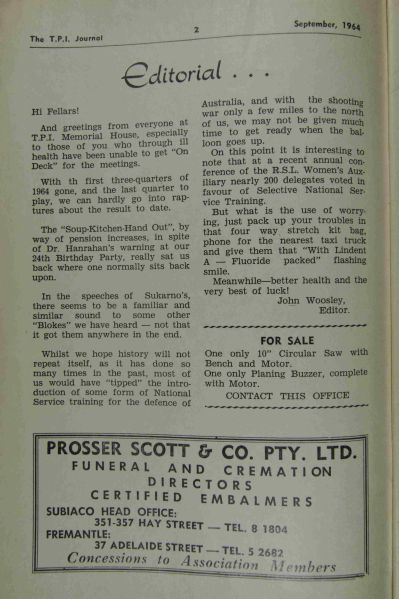 The T.P.I. Journal
2
September, 1964
Editorial . . .
Hi Fellars!
And greetings from everyone at
T.P.I. Memorial House, especially
to those of you who through ill
health have been unable to get "On
Deck" for the meetings.
With th first three-quarters of
1964 gone, and the last quarter to
play, we can hardly go into rap-
tures about the result to date.
The "Soup-Kitchen-Hand Out", by
way of pension increases, in spite
of Dr. Hanrahan's warning at our
24th Birthday Party, really sat us
back where one normally sits back
upon.
In the speeches of Sukarno's,
there seems to be a familiar and
similar sound to some other
"Blokes" we have heard — not that
it got them anywhere in the end.
Whilst we hope history will not
repeat itself, as it has done so
many times in the past, most of
us would have "tipped" the intro-
duction of some form of National
Service training for the defence of
Australia, and with the shooting
war only a few miles to the north
of us, we may not be given much
time to get ready when the bal-
loon goes up.
On this point it is interesting to
note that at a recent annual con-
ference of the R.S.L. Women's Aux-
iliary nearly 200 delegates voted in
favour of Selective National Ser-
vice Training.
But what is the use of worry-
ing, just pack up your troubles in
that four way stretch kit bag,
phone for the nearest taxi truck
and give them that "With Lindent
A — Fluoride packed" flashing
smile.
Meanwhile—better health and the
very best of luck!
John Woosley,
Editor.
FOR SALE
One only 10" Circular Saw with
Bench and Motor.
One only Planing Buzzer, complete
with Motor.
CONTACT THIS OFFICE
PROSSER SCOTT & CO. PTY. LTD.
FUNERAL AND CREMATION
DIRECTORS
CERTIFIED EMBALMERS
SUBIACO HEAD OFFICE:
351-357 HAY STREET — TEL. 8 1804
FREMANTLE:
37 ADELAIDE STREET — TEL. 5 2682
Concessions to Association Members